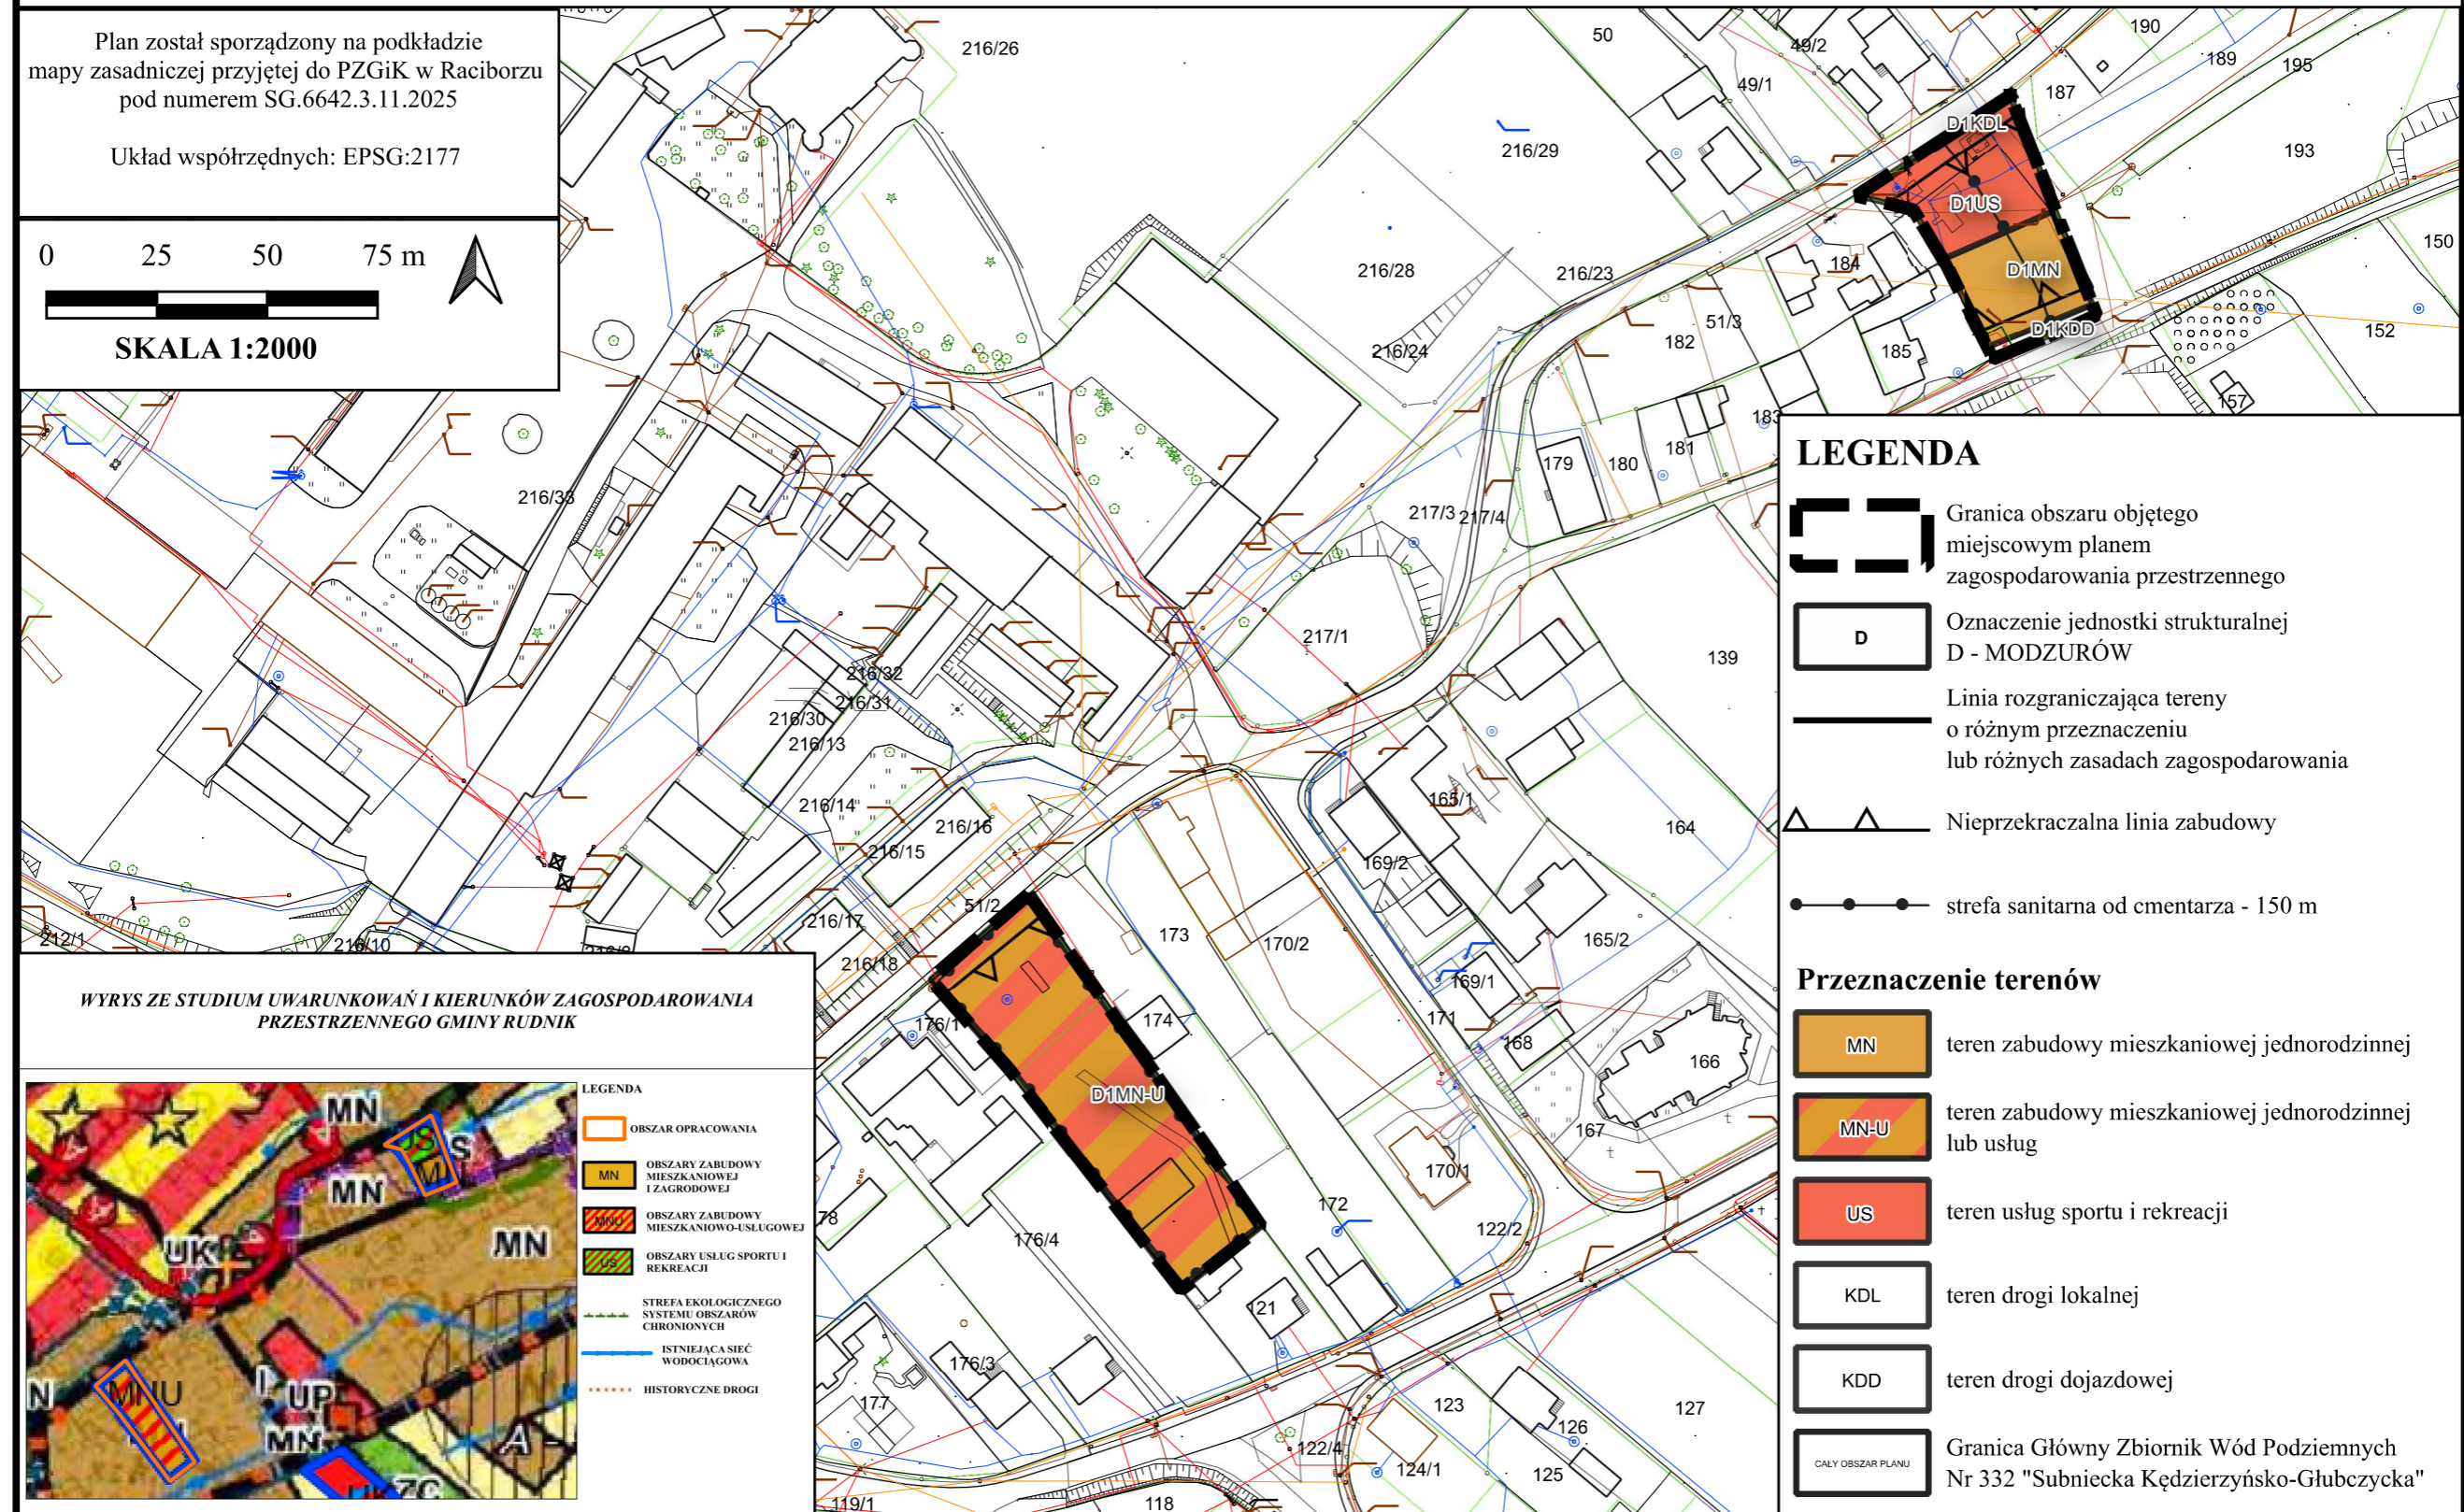 Plan został sporządzony na podkładzie
mapy zasadniczej przyjętej do PZGiK w Raciborzu
pod numerem SG.6642.3.11.2025
Układ współrzędnych: EPSG:2177
0 25 50 75 m
SKALA 1:2000
216/26
50
49/2
49/1
190
189
195
187
193
150
152
157
216/29
216/28
216/23
216/24
D1KDL
D1US
D1MN
D1KDD
184
185
51/3
182
183
181
180
179
217/3
217/4
217/1
139
216/33
216/32
216/31
216/30
216/13
216/14
216/16
216/15
216/17
216/18
51/2
212/1
216/10
165/1
164
169/2
165/2
169/1
173
170/2
174
171
168
166
167
176/1
D1MN-U
170/1
172
122/2
176/4
78
121
176/3
177
123
126
127
122/4
124/1
125
119/1
118
LEGENDA
Granica obszaru objętego
miejscowym planem
zagospodarowania przestrzennego
D
Oznaczenie jednostki strukturalnej
D - MODZURÓW
Linia rozgraniczająca tereny
o różnym przeznaczeniu
lub różnych zasadach zagospodarowania
Nieprzekraczalna linia zabudowy
strefa sanitarna od cmentarza - 150 m
Przeznaczenie terenów
MN
teren zabudowy mieszkaniowej jednorodzinnej
MN-U
teren zabudowy mieszkaniowej jednorodzinnej
lub usług
US
teren usług sportu i rekreacji
KDL
teren drogi lokalnej
KDD
teren drogi dojazdowej
CAŁY OBSZAR PLANU
Granica Główny Zbiornik Wód Podziemnych
Nr 332 "Subniecka Kędzierzyńsko-Głubczycka"
WYRYS ZE STUDIUM UWARUNKOWAŃ I KIERUNKÓW ZAGOSPODAROWANIA
PRZESTRZENNEGO GMINY RUDNIK
MN
US
S
MN
MN
UK
MNU
N
UP
MN
A
ZC
LEGENDA
OBSZAR OPRACOWANIA
MN
OBSZARY ZABUDOWY
MIESZKANIOWEJ
I ZAGRODOWEJ
MNU
OBSZARY ZABUDOWY
MIESZKANIOWO-USŁUGOWEJ
US
OBSZARY USŁUG SPORTU I
REKREACJI
STREFA EKOLOGICZNEGO
SYSTEMU OBSZARÓW
CHRONIONYCH
ISTNIEJĄCA SIEĆ
WODOCIĄGOWA
HISTORYCZNE DROGI